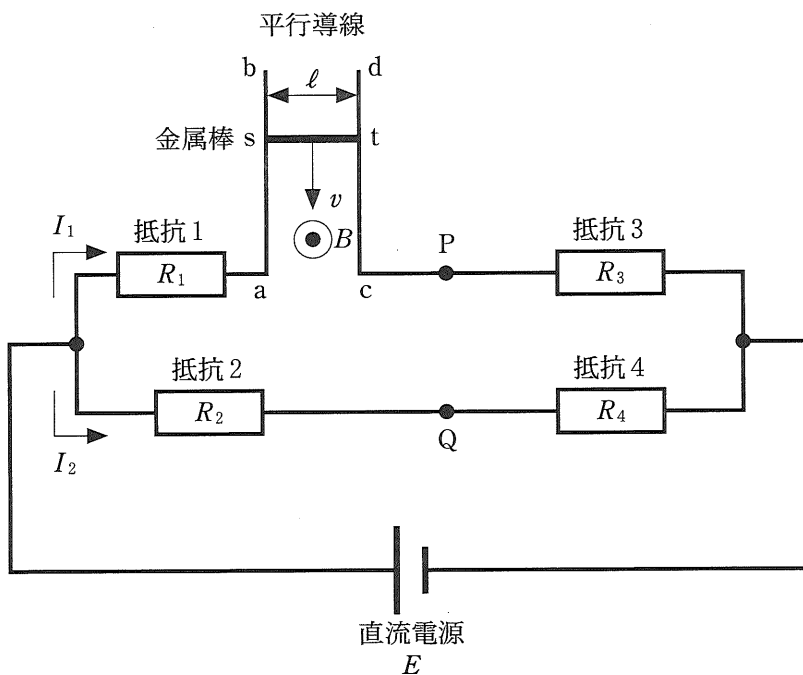 平行導線
b d
ℓ
金属棒 s t
v
I₁ 抵抗1 B P 抵抗3
R₁ a c R₃
抵抗2 抵抗4
R₂ Q R₄
I₂
直流電源
E